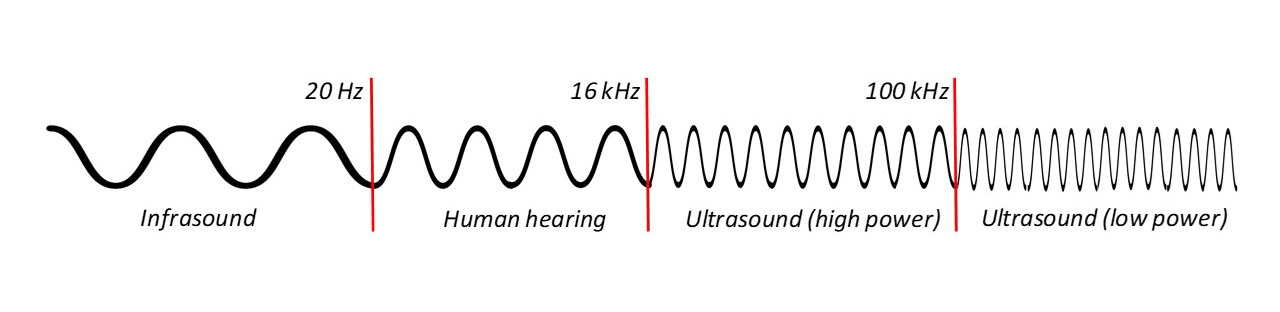 20 Hz
16 kHz
100 kHz
Infrasound
Human hearing
Ultrasound (high power)
Ultrasound (low power)